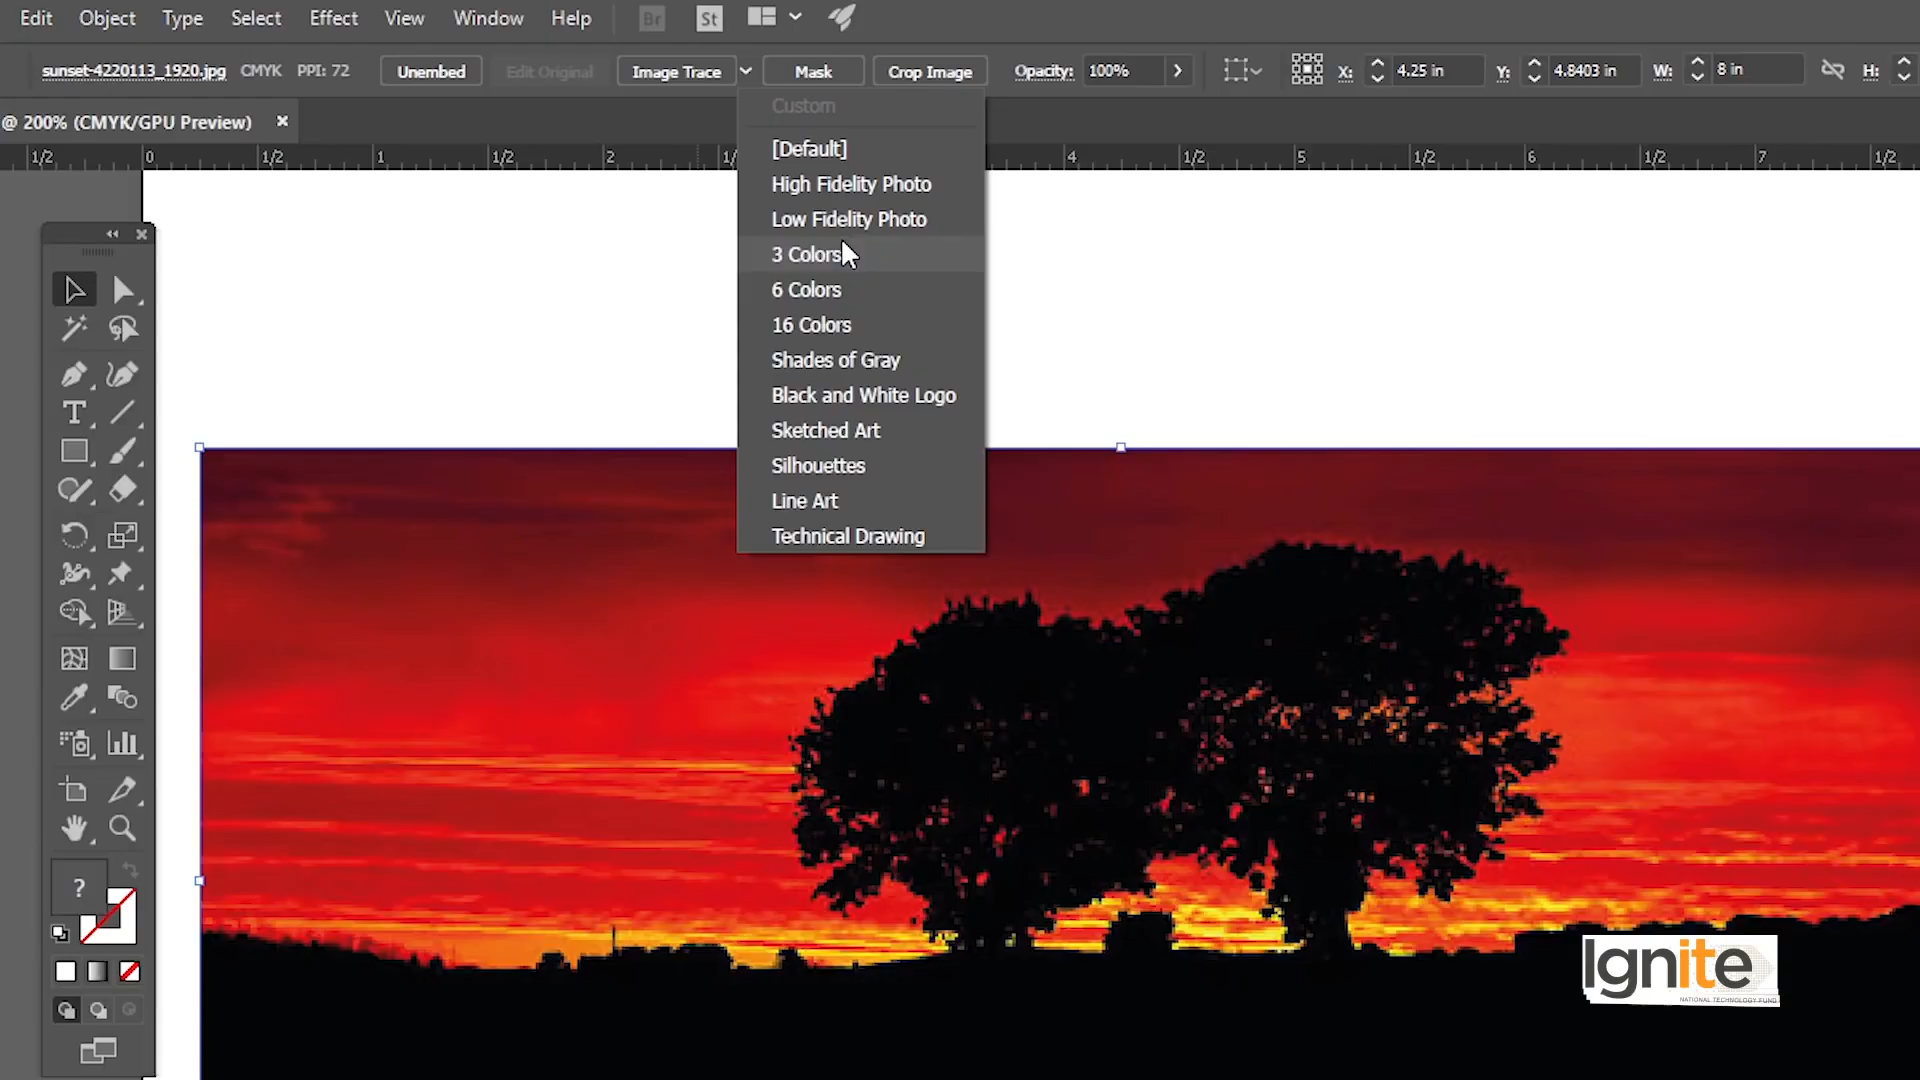 Edit Object Type Select Effect View Window Help Br St
sunset-4220113_1920.jpg CMYK PPI: 72 Unembed Edit Original Image Trace Mask Crop Image Opacity: 100% X: 4.25 in Y: 4.8403 in W: 8 in H:
@ 200% (CMYK/GPU Preview)
1/2 0 1/2 1 1/2 2 1/ 4 1/2 5 1/2 6 1/2 7 1/2
Custom
[Default]
High Fidelity Photo
Low Fidelity Photo
3 Colors
6 Colors
16 Colors
Shades of Gray
Black and White Logo
Sketched Art
Silhouettes
Line Art
Technical Drawing
T
?
Ignite
NATIONAL TECHNOLOGY FUND